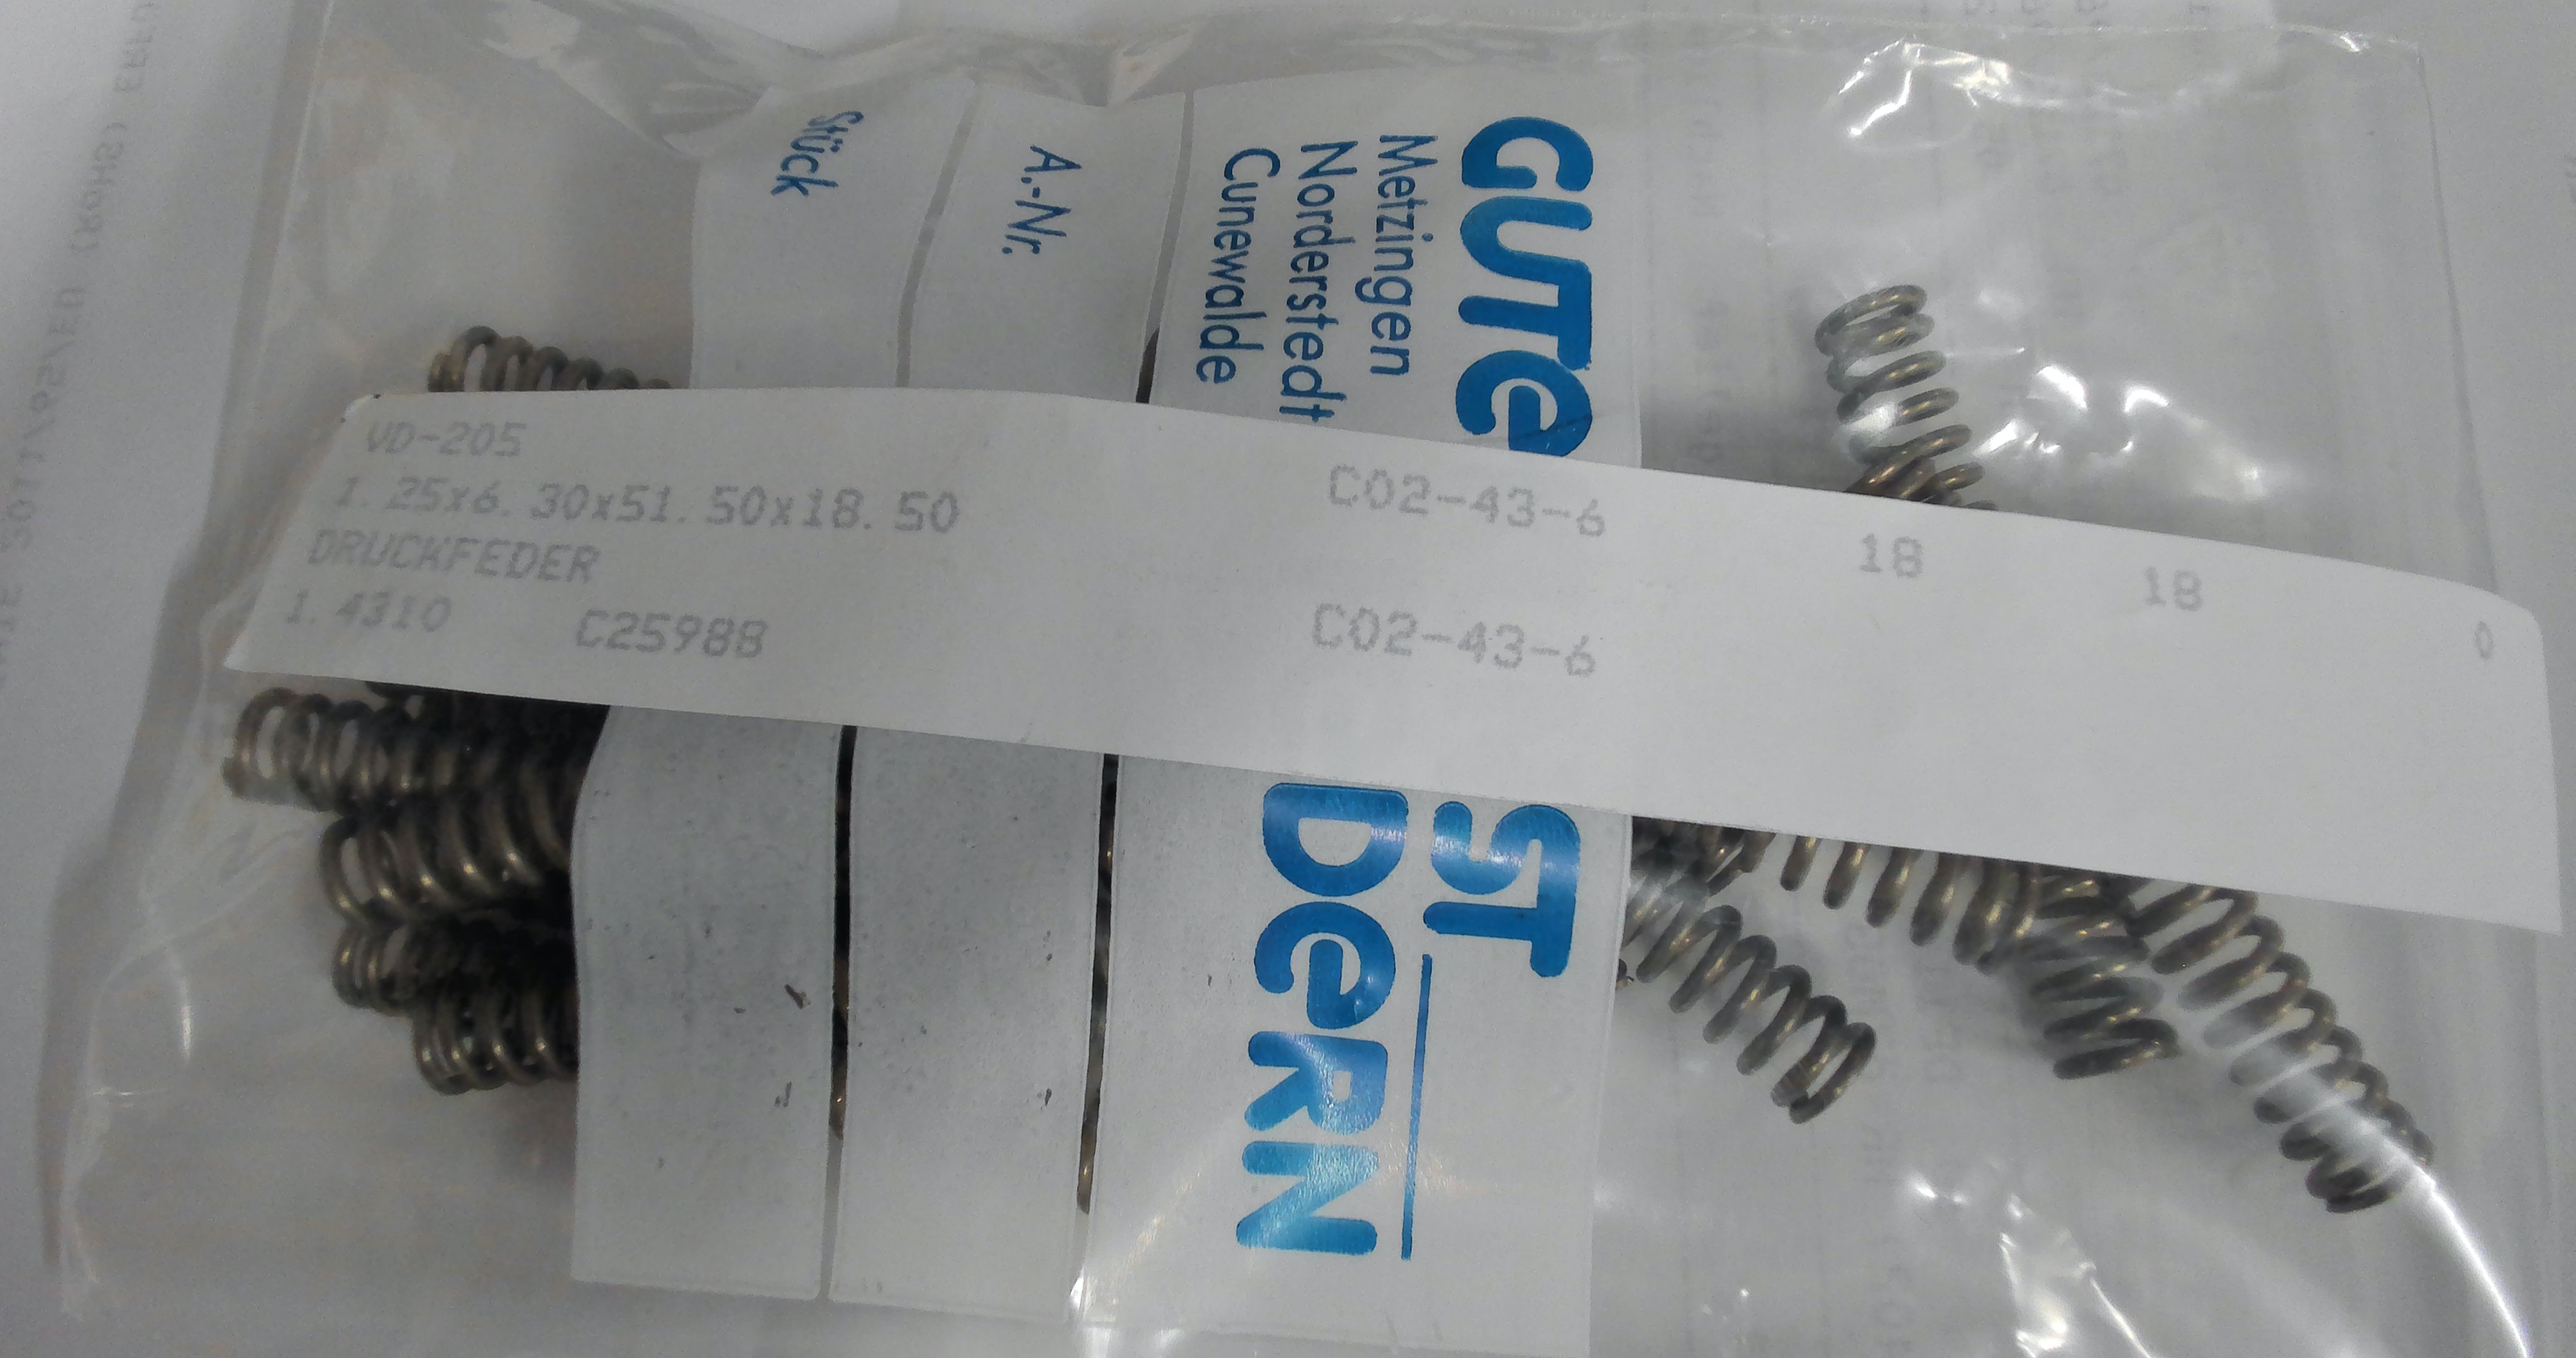 VD-205
1.25x6.30x51.50x18.50
DRUCKFEDER
1.4310 C25988
C02-43-6 18 18 0
C02-43-6
GUTE ST
DERN
Metzingen
Norderstedt
Cunewalde
A.-Nr.
Stück